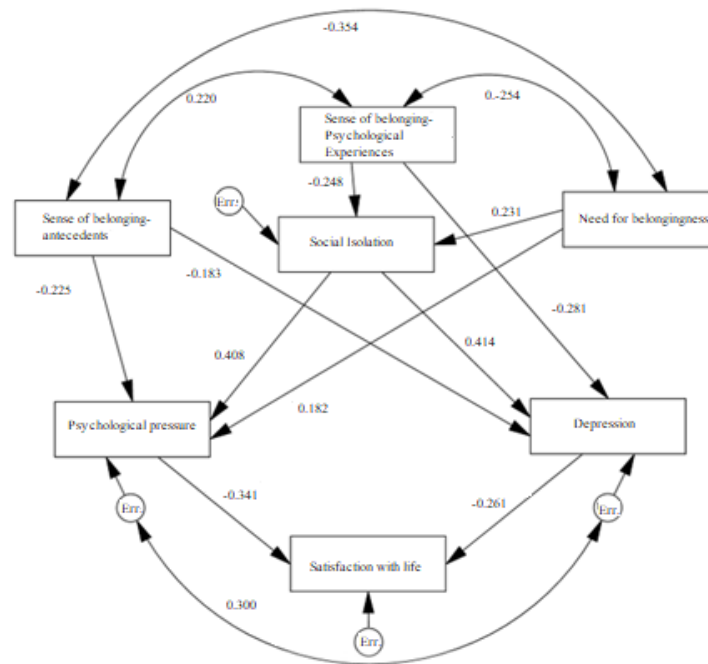 -0.354
0.220
0.-254
Sense of belonging-
Psychological
Experiences
-0.248
Err.
Sense of belonging-
antecedents
Social Isolation
0.231
Need for belongingness
-0.183
-0.225
-0.281
0.408
0.414
Psychological pressure
0.182
Depression
-0.341
-0.261
Err.
Err.
Satisfaction with life
0.300
Err.